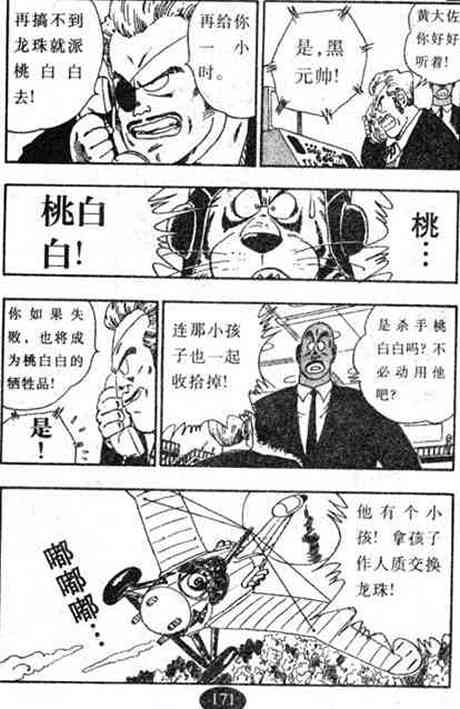 黄大佐
你好好
听着!
是,黑
元帅!
再给你
一小
时。
再搞不到
龙珠就派
桃白白
去!
桃…
桃白
白!
是杀手桃
白白吗?不
必动用他
吧?
连那小孩
子也一起
收拾掉!
你如果失
败,也将成
为桃白白的
牺牲品!
是!
他有个小
孩!拿孩子
作人质交换
龙珠!
嘟嘟嘟…
171